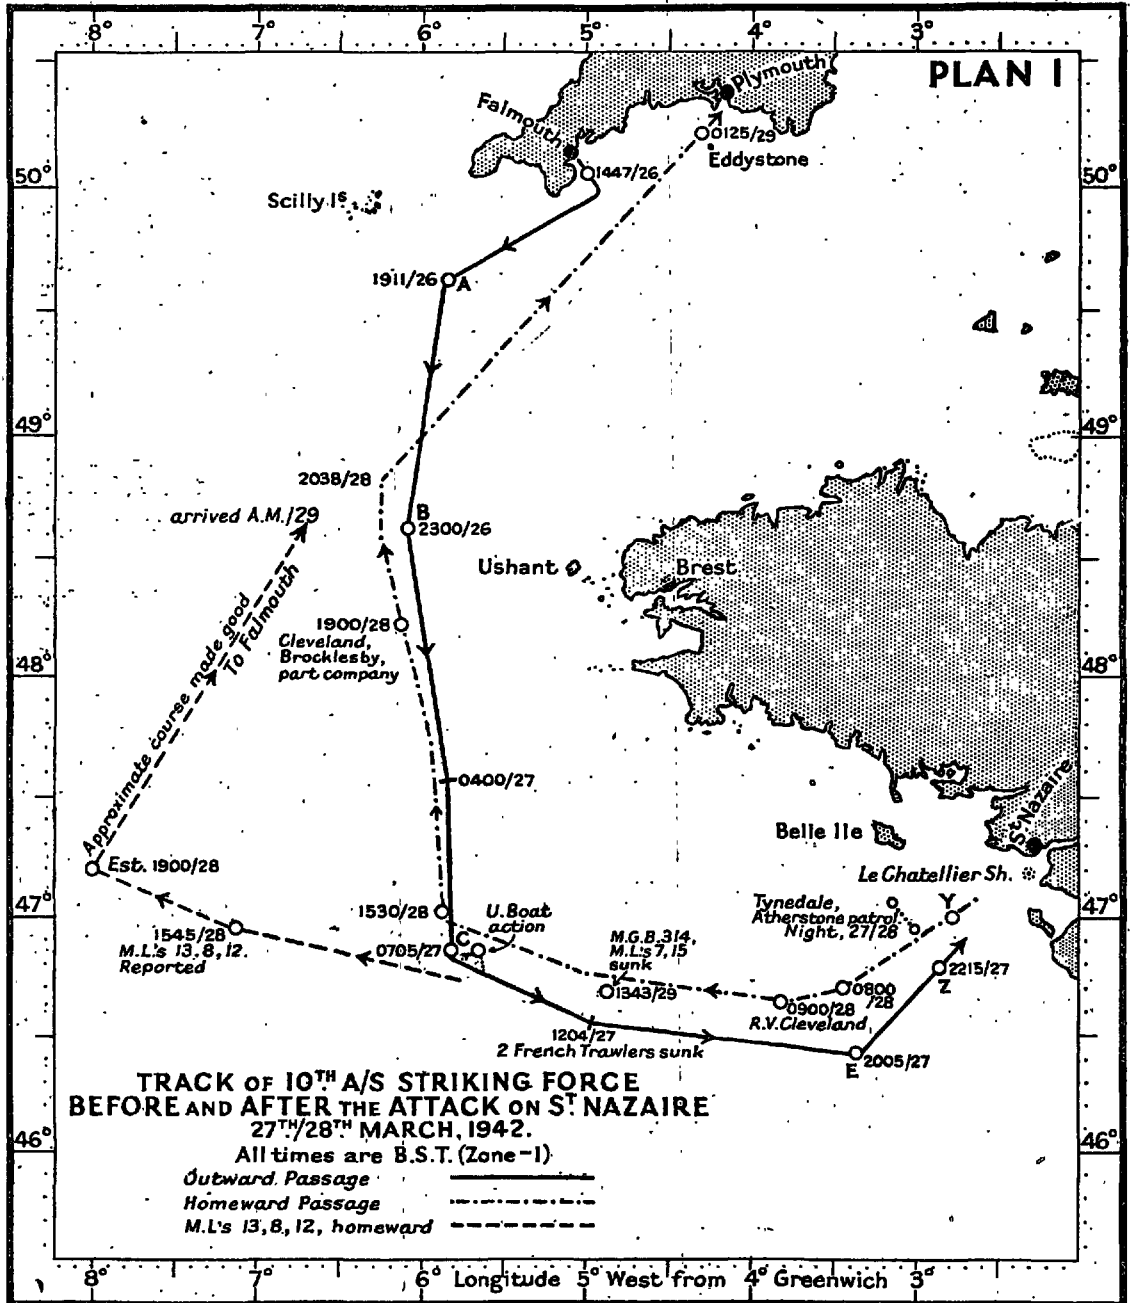 8° 7° 6° 5° 4° 3°
PLAN 1
Plymouth
Falmouth
0125/29
Eddystone
1447/26
50° 50°
Scilly Is.
1911/26 A
49° 49°
2038/28
B
2300/26
arrived A.M./29
Ushant
Brest
1900/28
Cleveland,
Brocklesby,
part company
48° 48°
Approximate course made good
To Falmouth
0400/27
St Nazaire
Belle Ile
Est. 1900/28
Le Chatellier Sh.
47° 47°
1530/28
U.Boat
action
Tynedale,
Atherstone patrol
Night, 27/28
Y
1545/28
M.L's 13, 8, 12.
Reported
0705/27
C
M.G.B. 314,
M.L's 7, 15
sunk
1343/29
0800
/28
0900/28
R.V. Cleveland
2215/27
Z
1204/27
2 French Trawlers sunk
E 2005/27
TRACK OF 10TH A/S STRIKING FORCE
BEFORE AND AFTER THE ATTACK ON ST NAZAIRE
27TH/28TH MARCH, 1942.
46° 46°
All times are B.S.T. (Zone-1)
Outward Passage
Homeward Passage
M.L's 13, 8, 12, homeward
8° 7° 6° 5° Longitude West from 4° Greenwich 3°